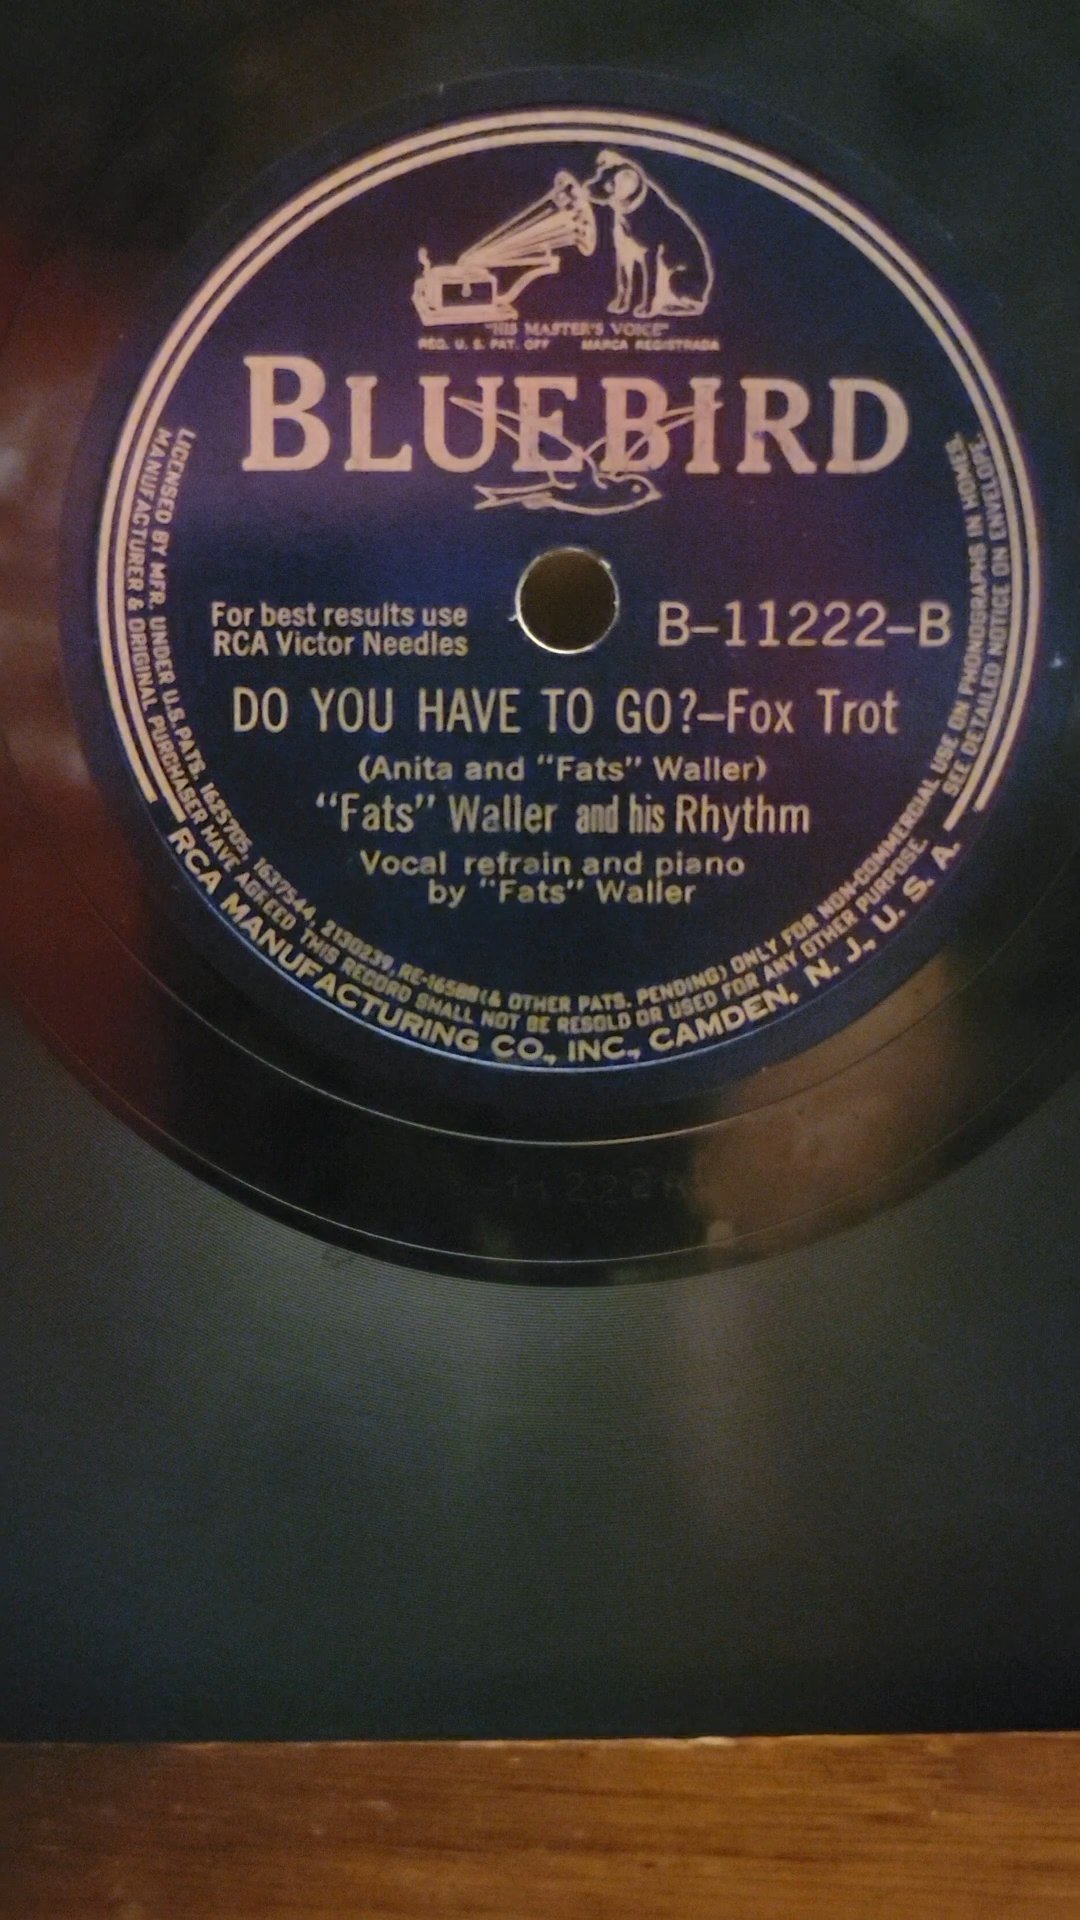 "HIS MASTER'S VOICE"
REG. U. S. PAT. OFF MARCA REGISTRADA
BLUEBIRD
For best results use
RCA Victor Needles
B–11222–B
DO YOU HAVE TO GO?–Fox Trot
(Anita and "Fats" Waller)
"Fats" Waller and his Rhythm
Vocal refrain and piano
by "Fats" Waller
LICENSED BY MFR. UNDER U.S. PATS. 1625705, 1637544, 2130239, RE-16588 (& OTHER PATS. PENDING) ONLY FOR NON-COMMERCIAL USE ON PHONOGRAPHS IN HOMES.
MANUFACTURER & ORIGINAL PURCHASER HAVE AGREED THIS RECORD SHALL NOT BE RESOLD OR USED FOR ANY OTHER PURPOSE. SEE DETAILED NOTICE ON ENVELOPE.
RCA MANUFACTURING CO., INC., CAMDEN, N. J., U. S. A.